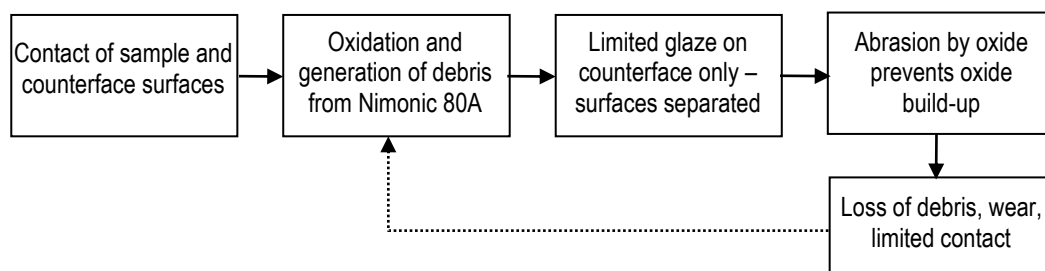 Contact of sample and
counterface surfaces
Oxidation and
generation of debris
from Nimonic 80A
Limited glaze on
counterface only –
surfaces separated
Abrasion by oxide
prevents oxide
build-up
Loss of debris, wear,
limited contact